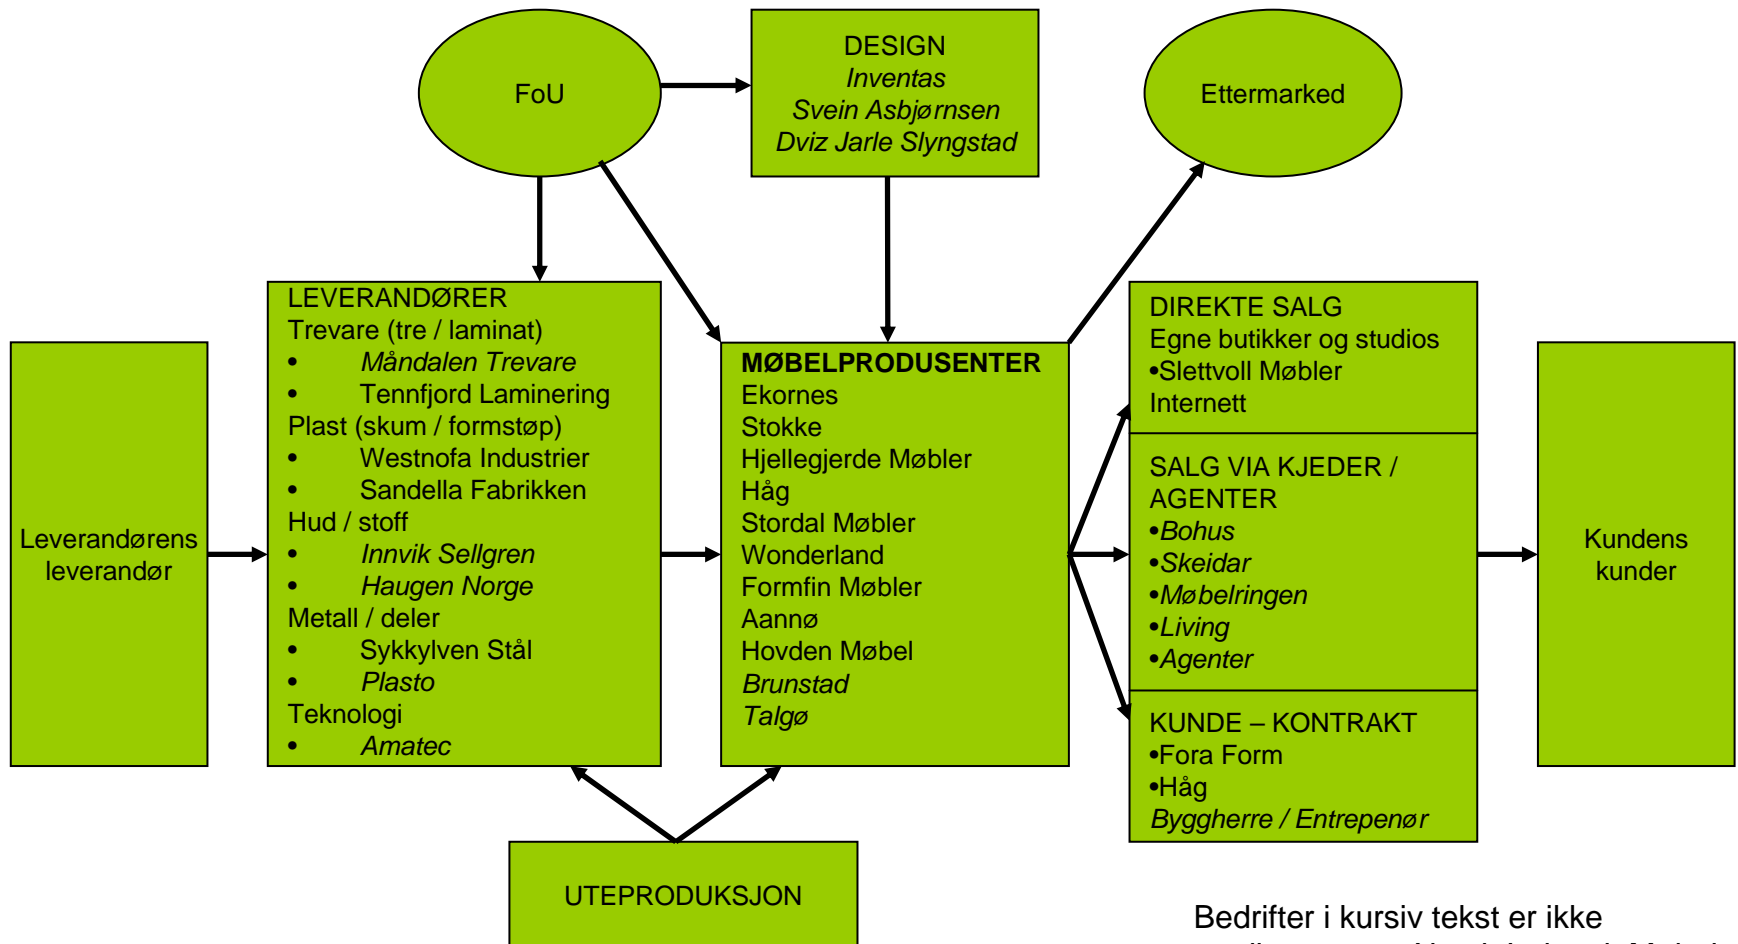 FoU
DESIGN
Inventas
Svein Asbjørnsen
Dviz Jarle Slyngstad
Ettermarked
Leverandørens
leverandør
LEVERANDØRER
Trevare (tre / laminat)
• Måndalen Trevare
• Tennfjord Laminering
Plast (skum / formstøp)
• Westnofa Industrier
• Sandella Fabrikken
Hud / stoff
• Innvik Sellgren
• Haugen Norge
Metall / deler
• Sykkylven Stål
• Plasto
Teknologi
• Amatec
MØBELPRODUSENTER
Ekornes
Stokke
Hjellegjerde Møbler
Håg
Stordal Møbler
Wonderland
Formfin Møbler
Aannø
Hovden Møbel
Brunstad
Talgø
DIREKTE SALG
Egne butikker og studios
•Slettvoll Møbler
Internett
SALG VIA KJEDER /
AGENTER
•Bohus
•Skeidar
•Møbelringen
•Living
•Agenter
KUNDE – KONTRAKT
•Fora Form
•Håg
Byggherre / Entrepenør
Kundens
kunder
UTEPRODUKSJON
Bedrifter i kursiv tekst er ikke